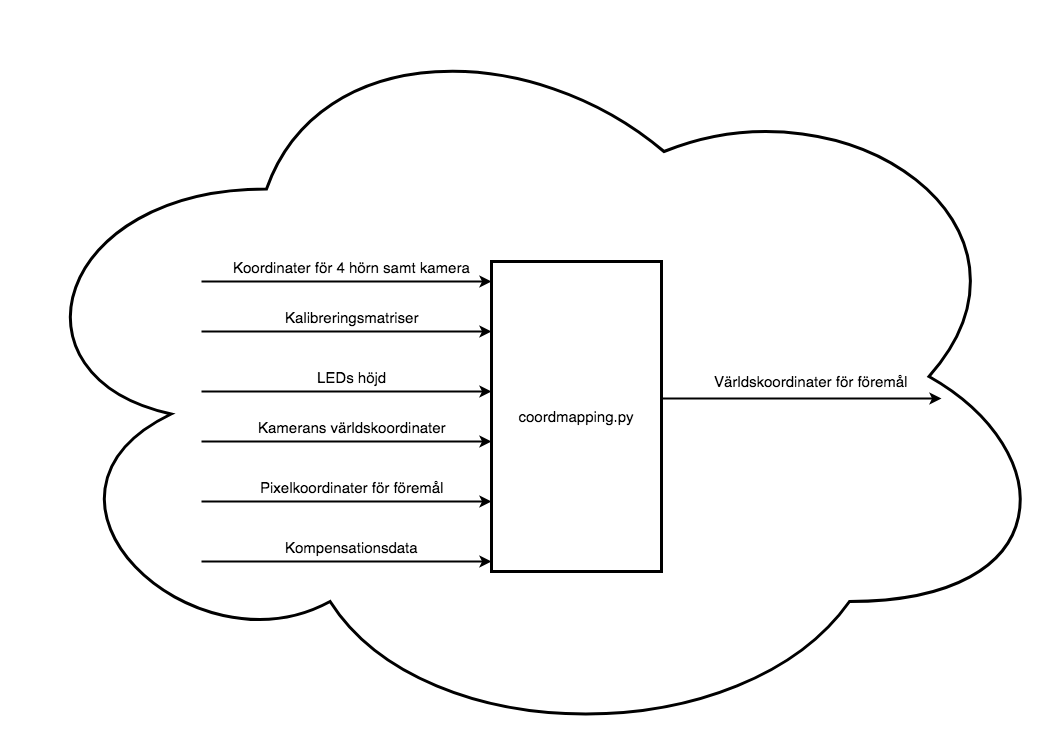 Koordinater för 4 hörn samt kamera
Kalibreringsmatriser
LEDs höjd
Kamerans världskoordinater
Pixelkoordinater för föremål
Kompensationsdata
coordmapping.py
Världskoordinater för föremål